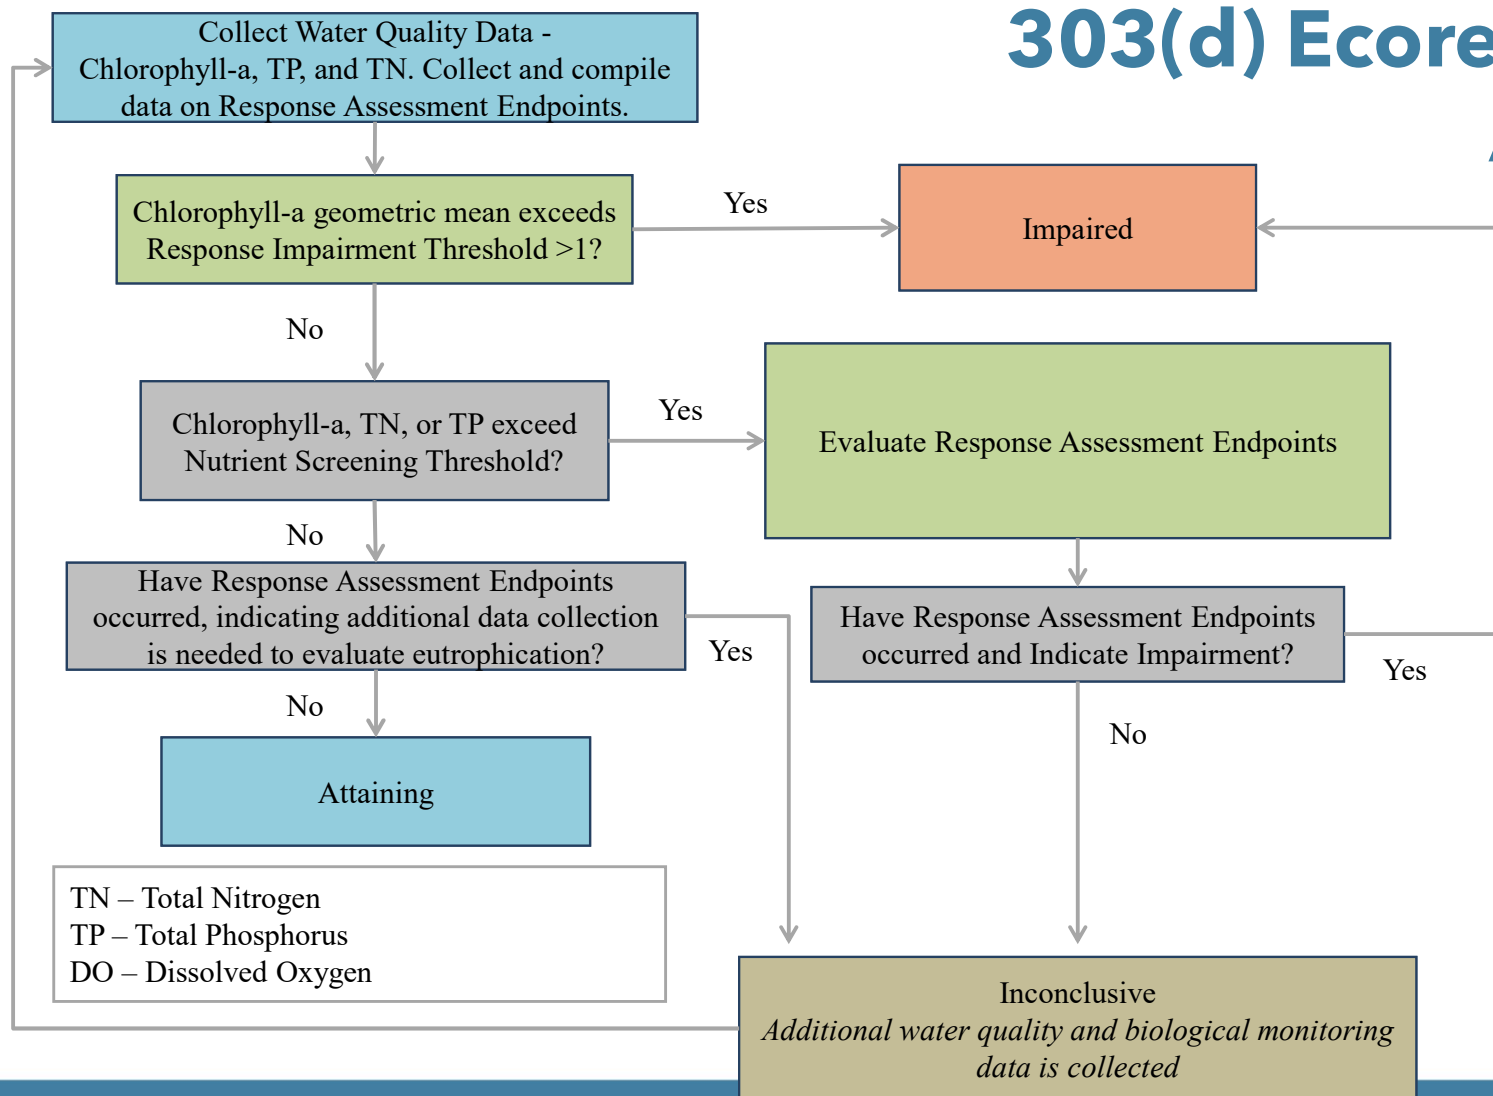 303(d) Ecore
Collect Water Quality Data -
Chlorophyll-a, TP, and TN. Collect and compile
data on Response Assessment Endpoints.
Chlorophyll-a geometric mean exceeds
Response Impairment Threshold >1?
Yes
Impaired
No
Chlorophyll-a, TN, or TP exceed
Nutrient Screening Threshold?
Yes
Evaluate Response Assessment Endpoints
No
Have Response Assessment Endpoints
occurred, indicating additional data collection
is needed to evaluate eutrophication?
Yes
Have Response Assessment Endpoints
occurred and Indicate Impairment?
Yes
No
No
Attaining
TN – Total Nitrogen
TP – Total Phosphorus
DO – Dissolved Oxygen
Inconclusive
Additional water quality and biological monitoring
data is collected